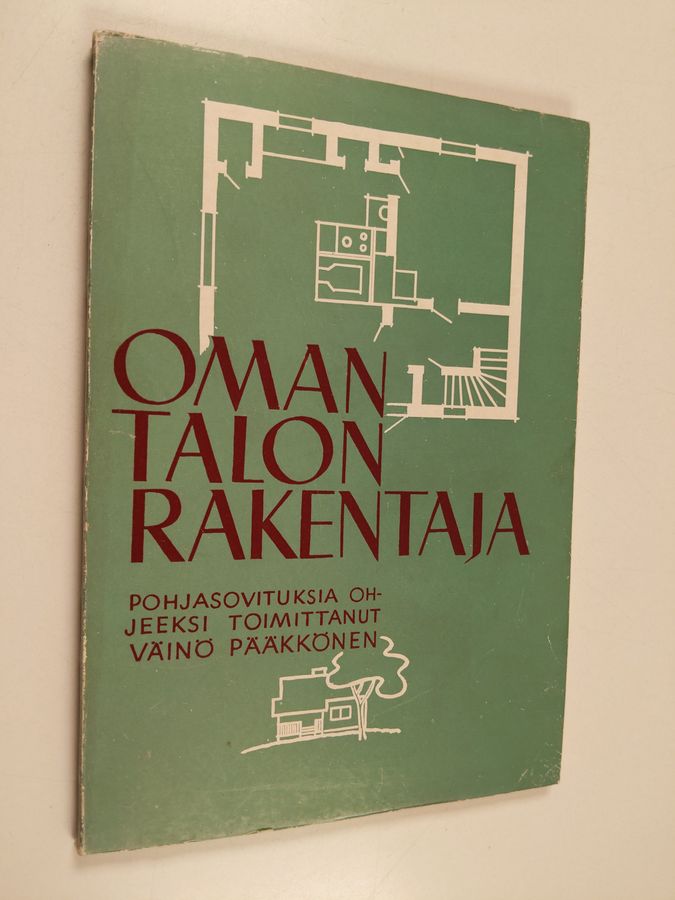 OMAN
TALON
RAKENTAJA
POHJASOVITUKSIA OH-
JEEKSI TOIMITTANUT
VÄINÖ PÄÄKKÖNEN